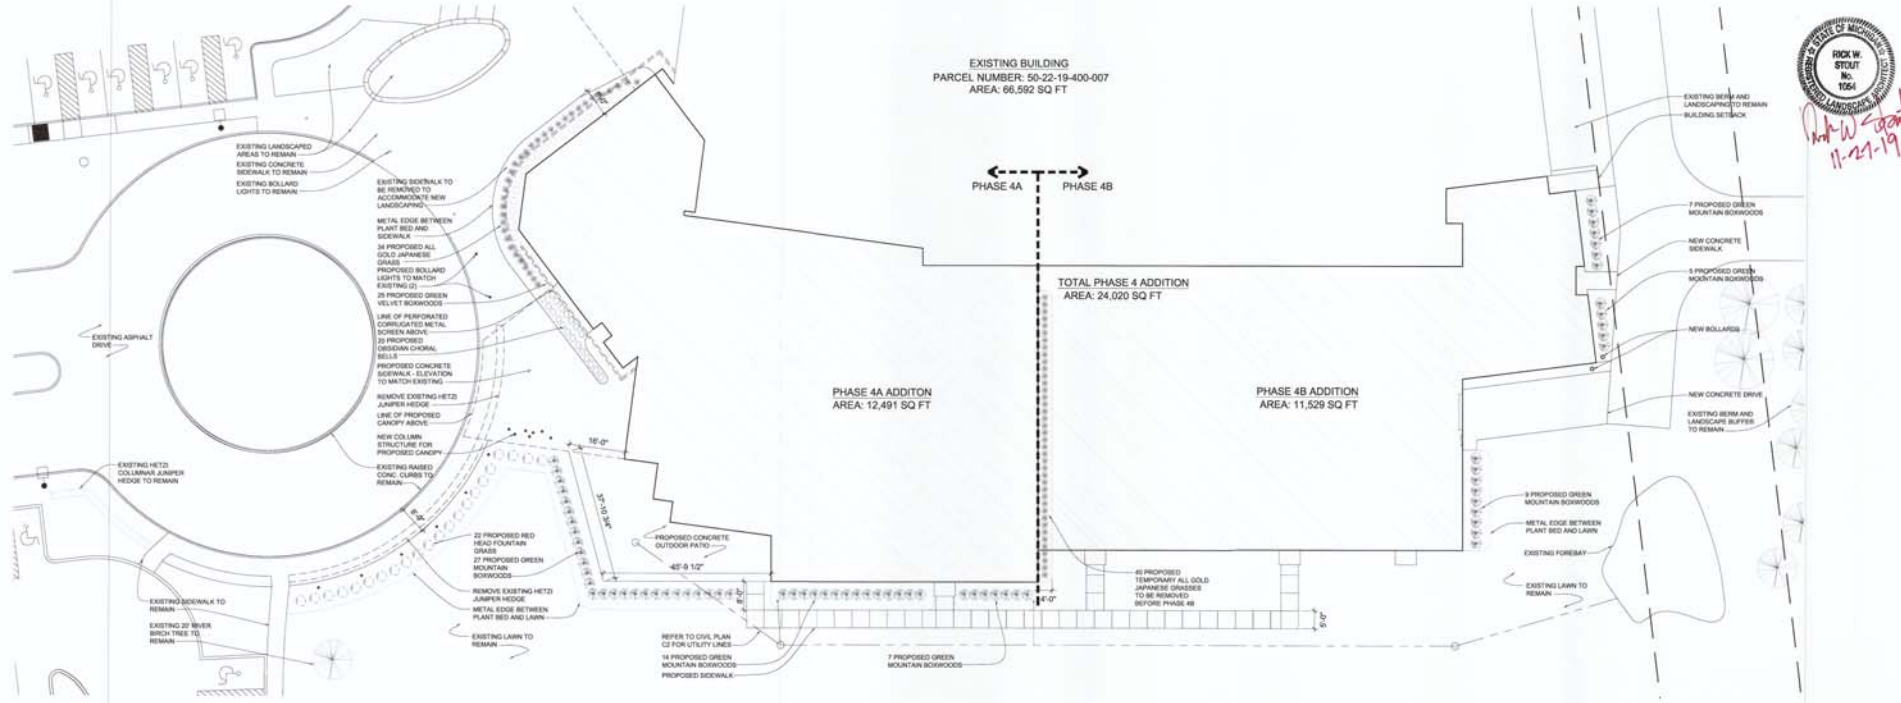 EXISTING BUILDING
PARCEL NUMBER: 50-22-19-400-007
AREA: 66,592 SQ FT
STATE OF MICHIGAN
RICK W.
STOUT
No.
1054
REGISTERED LANDSCAPE ARCHITECT
11-27-19
EXISTING BERM AND
LANDSCAPING TO REMAIN
BUILDING SETBACK
EXISTING LANDSCAPED
AREAS TO REMAIN
EXISTING CONCRETE
SIDEWALK TO REMAIN
EXISTING BOLLARD
LIGHTS TO REMAIN
EXISTING SIDEWALK TO
BE REMOVED TO
ACCOMMODATE NEW
LANDSCAPING
METAL EDGE BETWEEN
PLANT BED AND
SIDEWALK
34 PROPOSED ALL
GOLD JAPANESE
GRASS
PROPOSED BOLLARD
LIGHTS TO MATCH
EXISTING (2)
25 PROPOSED GREEN
VELVET BOXWOODS
LINE OF PERFORATED
CORRUGATED METAL
SCREEN ABOVE
20 PROPOSED
OBSIDIAN CHORAL
BELLS
PROPOSED CONCRETE
SIDEWALK - ELEVATION
TO MATCH EXISTING
REMOVE EXISTING HETZI
JUNIPER HEDGE
LINE OF PROPOSED
CANOPY ABOVE
NEW COLUMN
STRUCTURE FOR
PROPOSED CANOPY
EXISTING RAISED
CONC. CURBS TO
REMAIN
EXISTING ASPHALT
DRIVE
EXISTING HETZI
COLUMNAR JUNIPER
HEDGE TO REMAIN
PHASE 4A
PHASE 4B
TOTAL PHASE 4 ADDITION
AREA: 24,020 SQ FT
PHASE 4A ADDITON
AREA: 12,491 SQ FT
PHASE 4B ADDITION
AREA: 11,529 SQ FT
7 PROPOSED GREEN
MOUNTAIN BOXWOODS
NEW CONCRETE
SIDEWALK
5 PROPOSED GREEN
MOUNTAIN BOXWOODS
NEW BOLLARDS
NEW CONCRETE DRIVE
EXISTING BERM AND
LANDSCAPE BUFFER
TO REMAIN
9 PROPOSED GREEN
MOUNTAIN BOXWOODS
METAL EDGE BETWEEN
PLANT BED AND LAWN
EXISTING FOREBAY
EXISTING LAWN TO
REMAIN
16'-0"
37'-10 3/4"
45'-9 1/2"
4'-0"
5'-0"
PROPOSED CONCRETE
OUTDOOR PATIO
22 PROPOSED RED
HEAD FOUNTAIN
GRASS
27 PROPOSED GREEN
MOUNTAIN
BOXWOODS
REMOVE EXISTING HETZI
JUNIPER HEDGE
METAL EDGE BETWEEN
PLANT BED AND LAWN
EXISTING LAWN TO
REMAIN
EXISTING SIDEWALK TO
REMAIN
EXISTING 20' RIVER
BIRCH TREE TO
REMAIN
40 PROPOSED
TEMPORARY ALL GOLD
JAPANESE GRASSES
TO BE REMOVED
BEFORE PHASE 4B
REFER TO CIVIL PLAN
C2 FOR UTILITY LINES
14 PROPOSED GREEN
MOUNTAIN BOXWOODS
PROPOSED SIDEWALK
7 PROPOSED GREEN
MOUNTAIN BOXWOODS